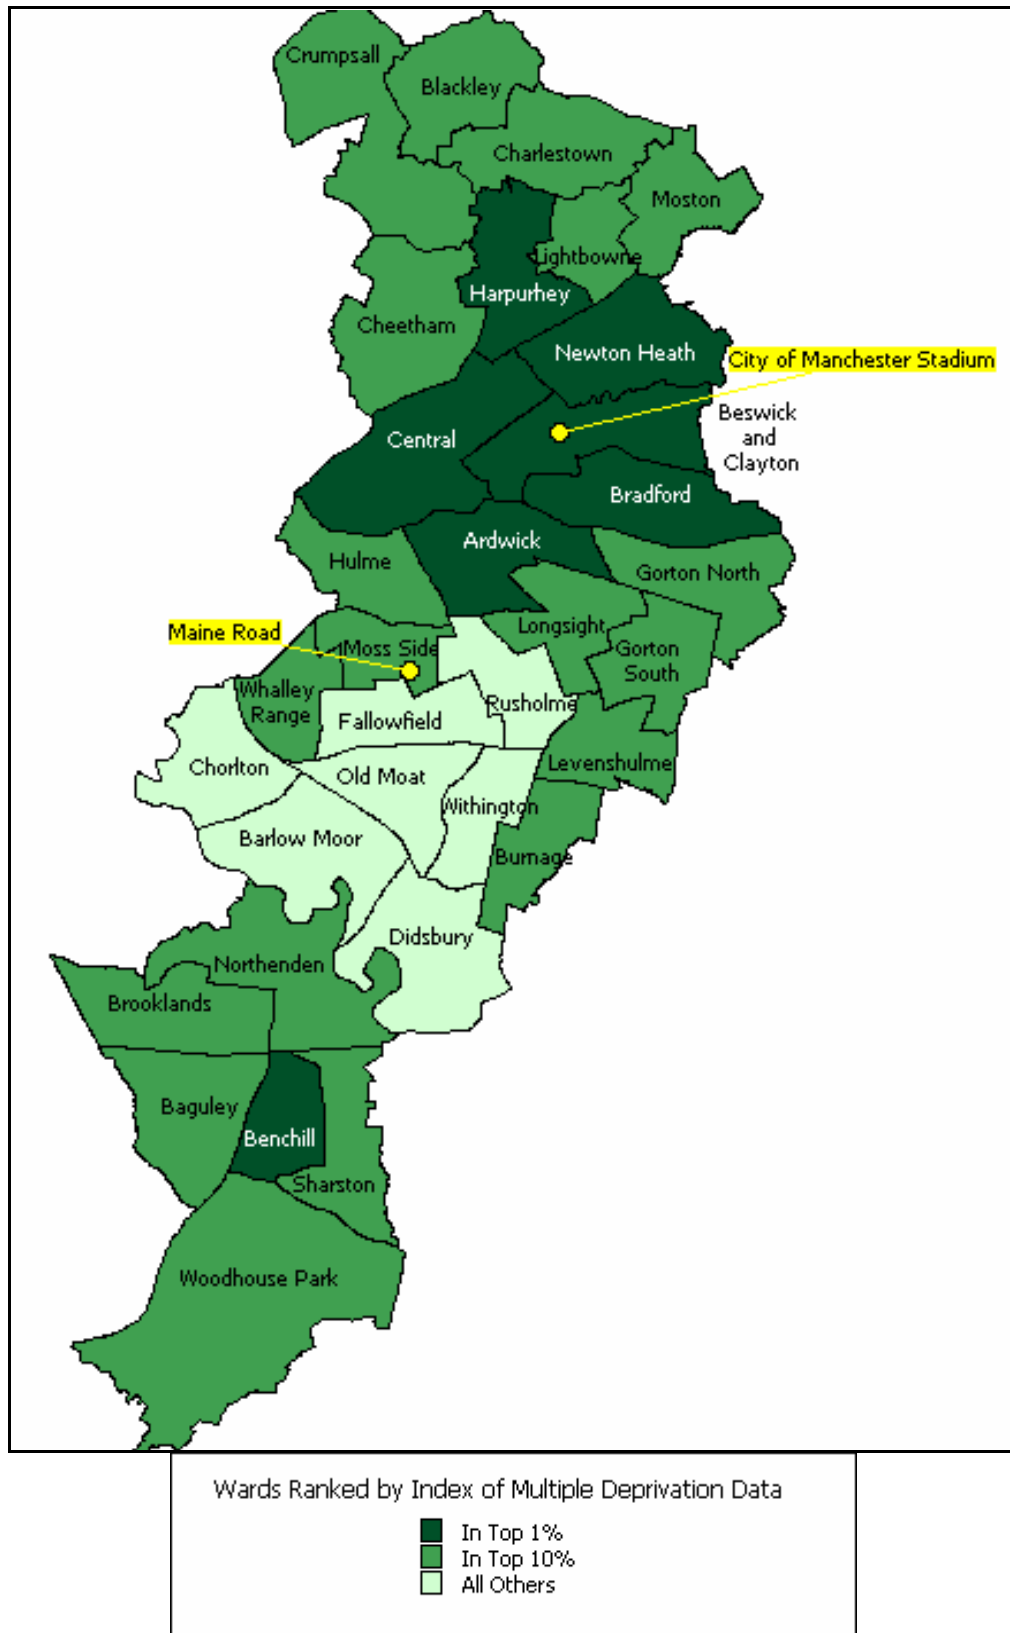 Crumpsall
Blackley
Charlestown
Moston
Lightbowne
Harpurhey
Cheetham
Newton Heath
City of Manchester Stadium
Beswick
and
Clayton
Central
Bradford
Ardwick
Hulme
Gorton North
Longsight
Maine Road
Moss Side
Gorton
South
Whalley
Range
Rusholme
Fallowfield
Levenshulme
Chorlton
Old Moat
Withington
Barlow Moor
Burnage
Didsbury
Northenden
Brooklands
Baguley
Benchill
Sharston
Woodhouse Park
Wards Ranked by Index of Multiple Deprivation Data
In Top 1%
In Top 10%
All Others